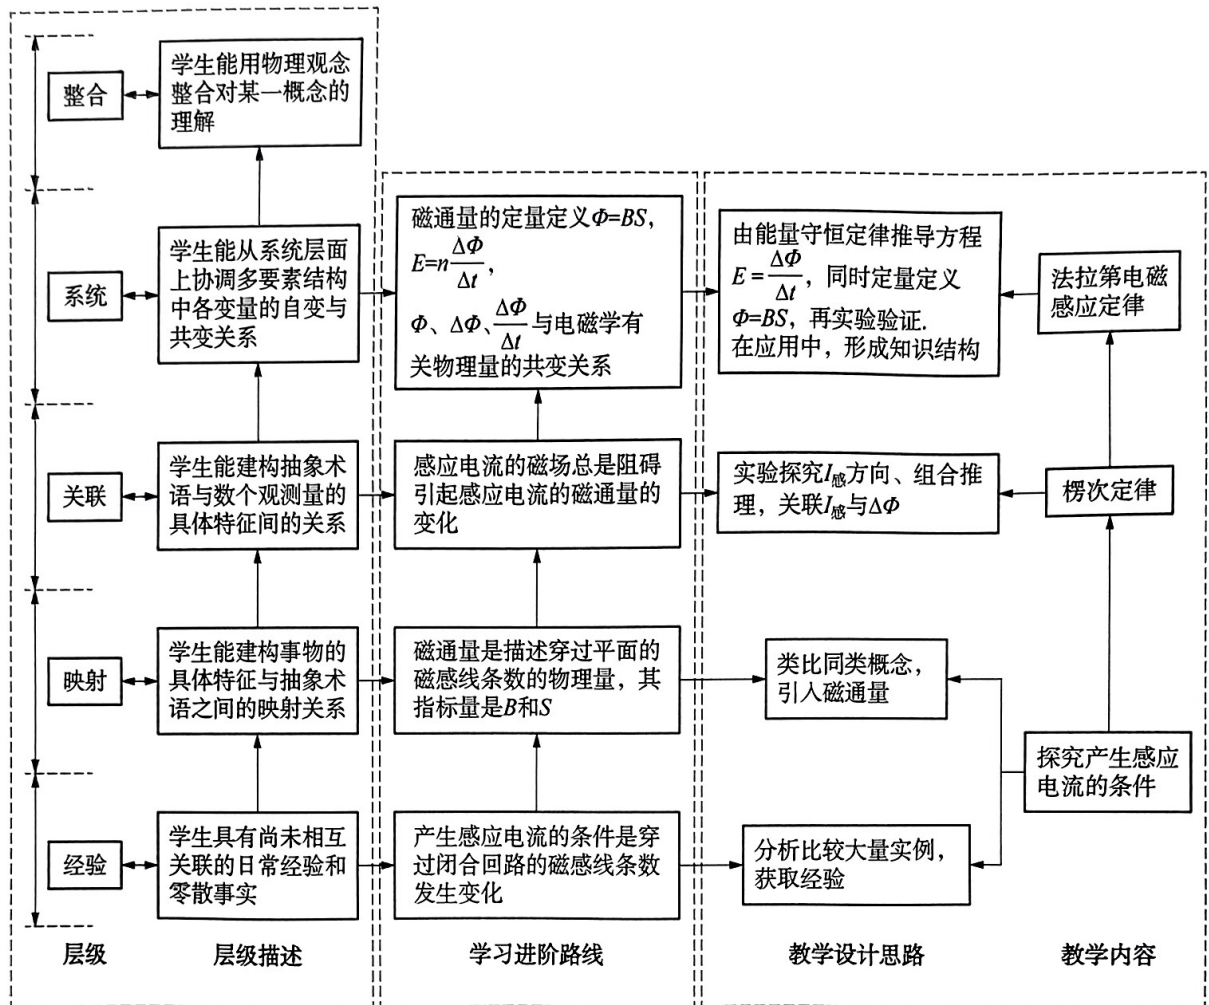 整合
学生能用物理观念
整合对某一概念的
理解
系统
学生能从系统层面
上协调多要素结构
中各变量的自变与
共变关系
磁通量的定量定义Φ=BS,
E=n ΔΦ/Δt,
Φ、ΔΦ、ΔΦ/Δt与电磁学有
关物理量的共变关系
由能量守恒定律推导方程
E=ΔΦ/Δt, 同时定量定义
Φ=BS, 再实验验证.
在应用中, 形成知识结构
法拉第电磁
感应定律
关联
学生能建构抽象术
语与数个观测量的
具体特征间的关系
感应电流的磁场总是阻碍
引起感应电流的磁通量的
变化
实验探究I感方向、组合推
理, 关联I感与ΔΦ
楞次定律
映射
学生能建构事物的
具体特征与抽象术
语之间的映射关系
磁通量是描述穿过平面的
磁感线条数的物理量, 其
指标量是B和S
类比同类概念,
引入磁通量
探究产生感应
电流的条件
经验
学生具有尚未相互
关联的日常经验和
零散事实
产生感应电流的条件是穿
过闭合回路的磁感线条数
发生变化
分析比较大量实例,
获取经验
层级
层级描述
学习进阶路线
教学设计思路
教学内容